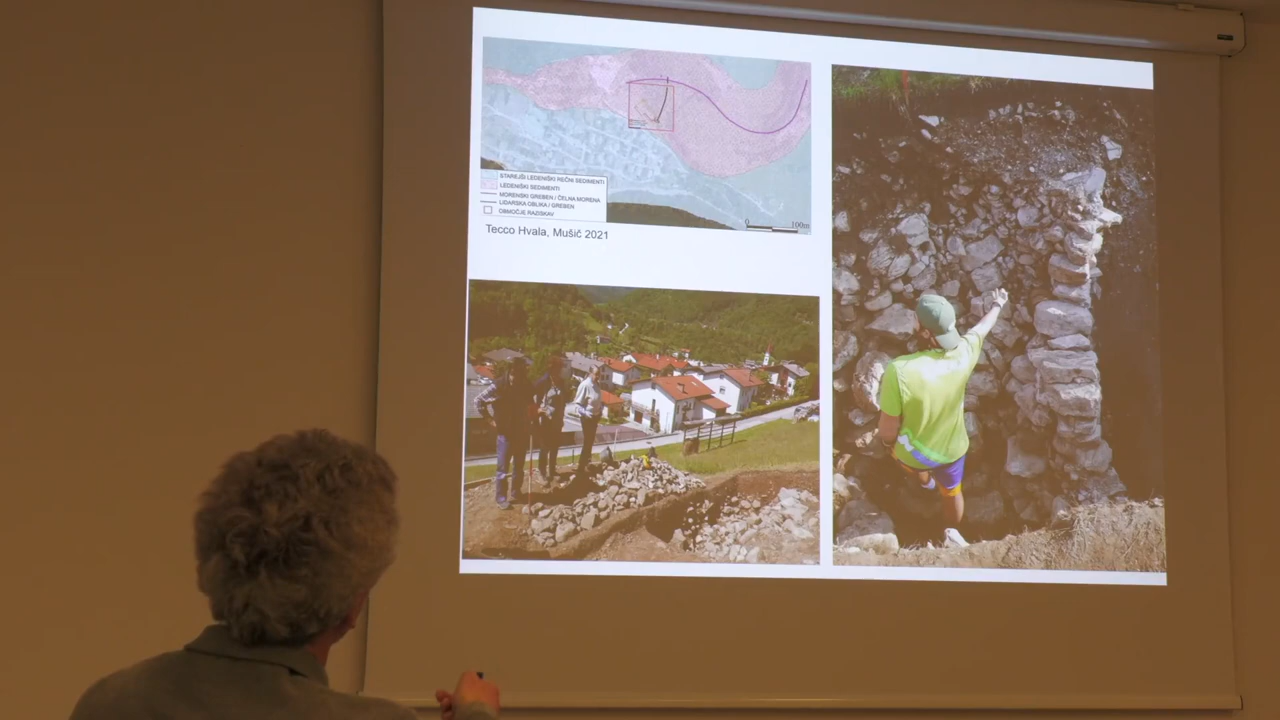 STAREJŠI LEDENIŠKI REČNI SEDIMENTI
LEDENIŠKI SEDIMENTI
MORENSKI GREBEN / ČELNA MORENA
LIDARSKA OBLIKA / GREBEN
OBMOČJE RAZISKAV
0 100m
Tecco Hvala, Mušič 2021